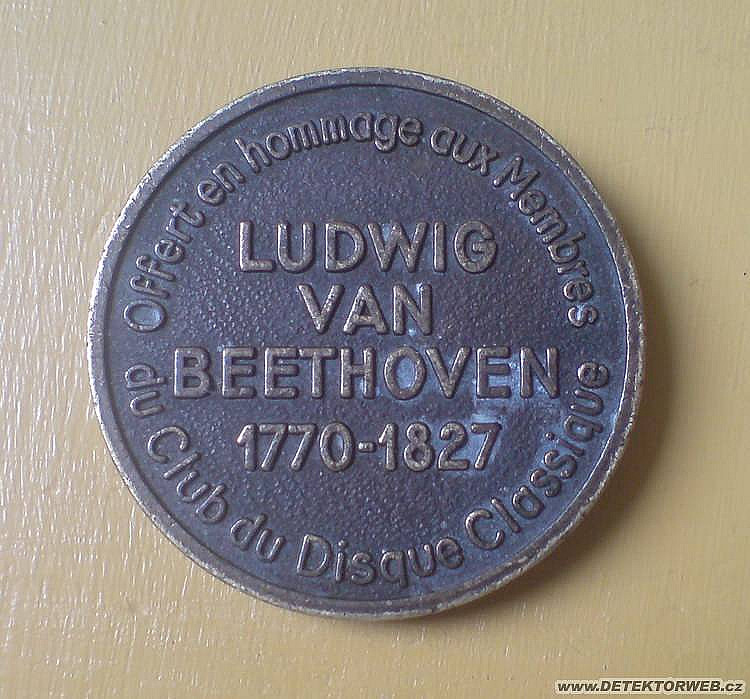 Offert en hommage aux Membres
LUDWIG
VAN
BEETHOVEN
1770-1827
du Club du Disque Classique
www.DETEKTORWEB.cz